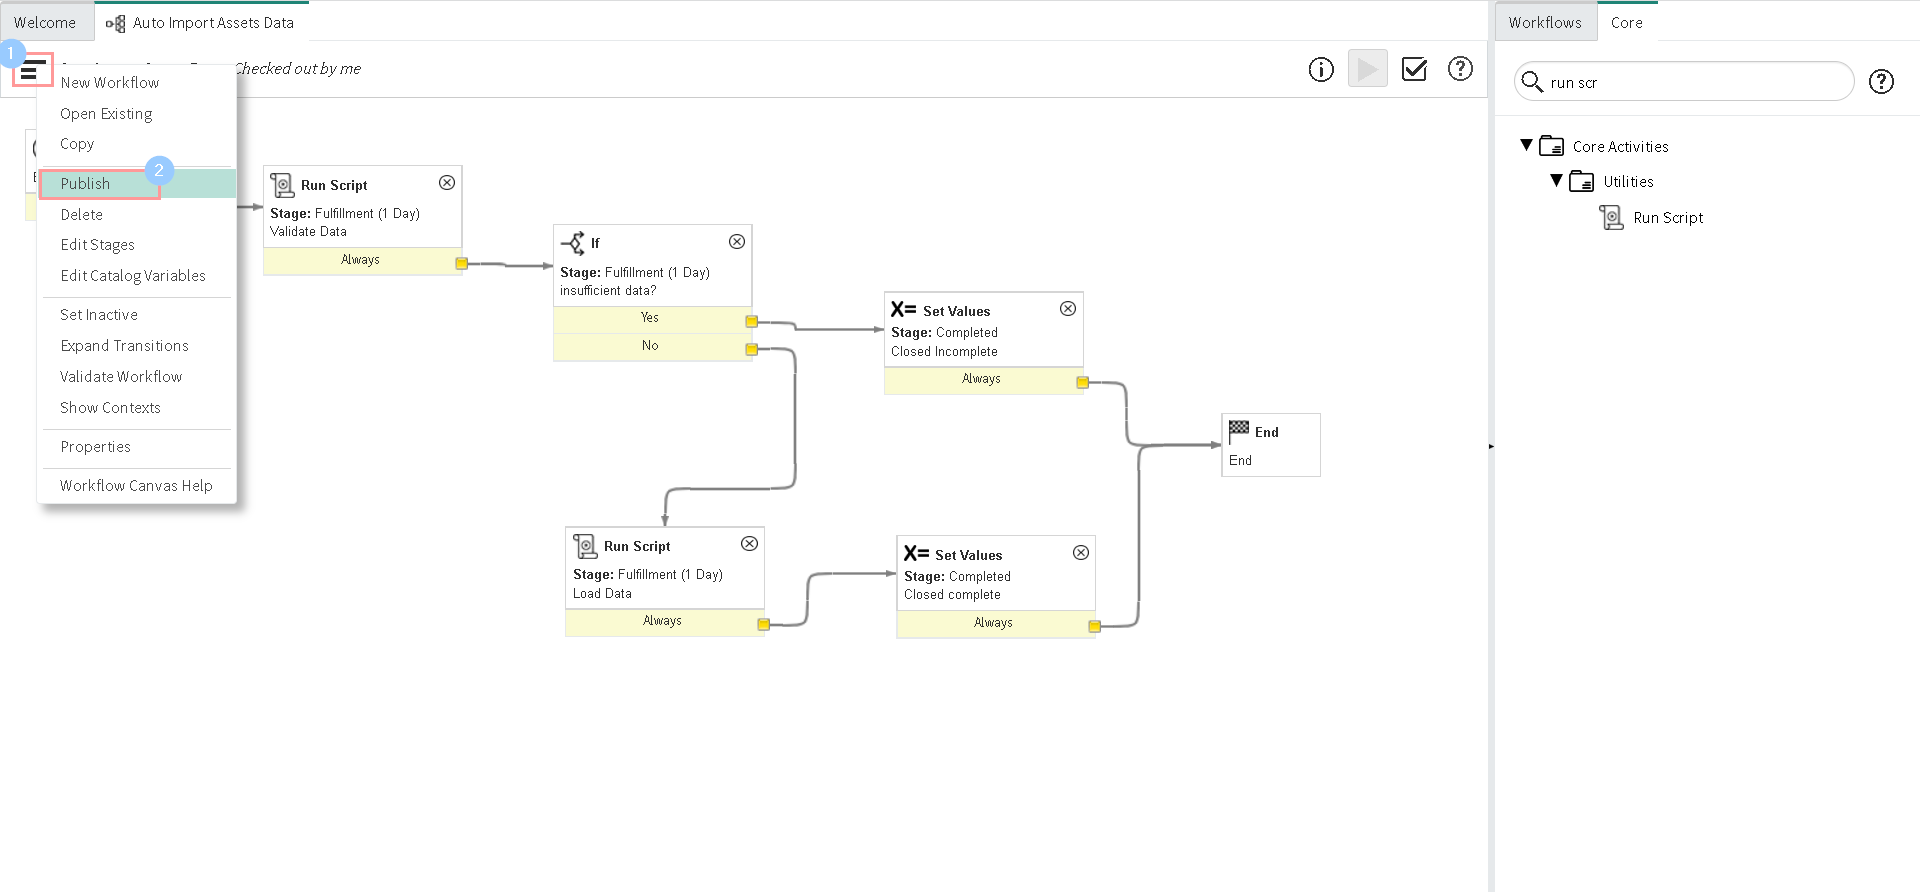 Welcome
Auto Import Assets Data
Workflows
Core
1
Checked out by me
run scr
New Workflow
Open Existing
Copy
2
Publish
Delete
Edit Stages
Edit Catalog Variables
Set Inactive
Expand Transitions
Validate Workflow
Show Contexts
Properties
Workflow Canvas Help
Run Script
Stage: Fulfillment (1 Day)
Validate Data
Always
If
Stage: Fulfillment (1 Day)
insufficient data?
Yes
No
Set Values
Stage: Completed
Closed Incomplete
Always
End
End
Run Script
Stage: Fulfillment (1 Day)
Load Data
Always
Set Values
Stage: Completed
Closed complete
Always
Core Activities
Utilities
Run Script